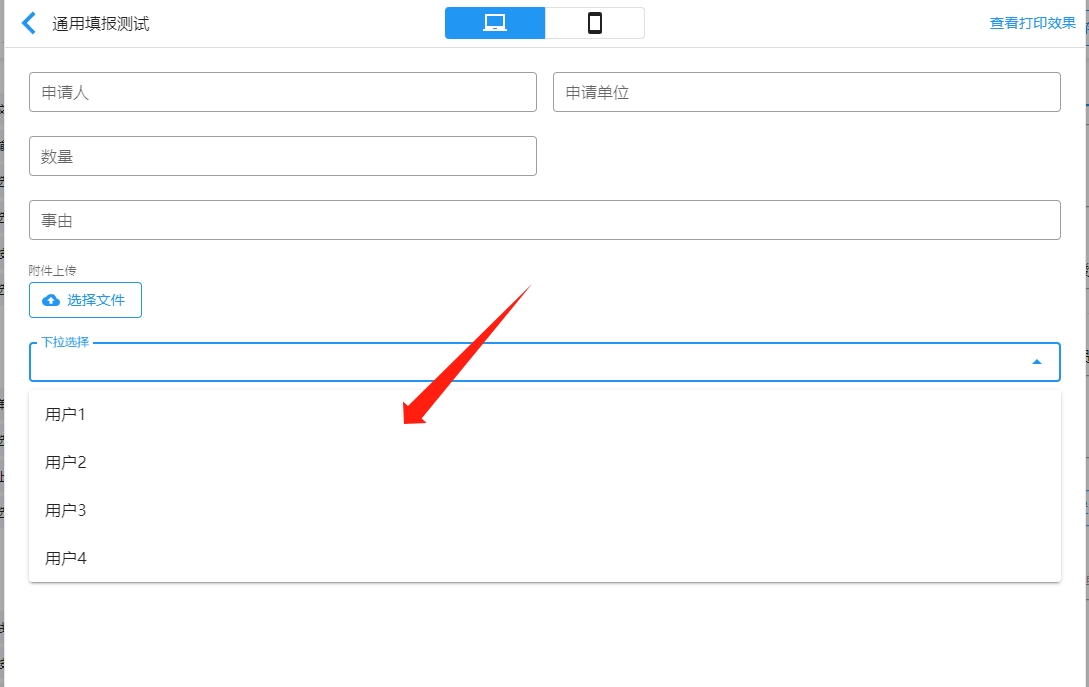 通用填报测试
查看打印效果
申请人
申请单位
数量
事由
附件上传
选择文件
下拉选择
用户1
用户2
用户3
用户4